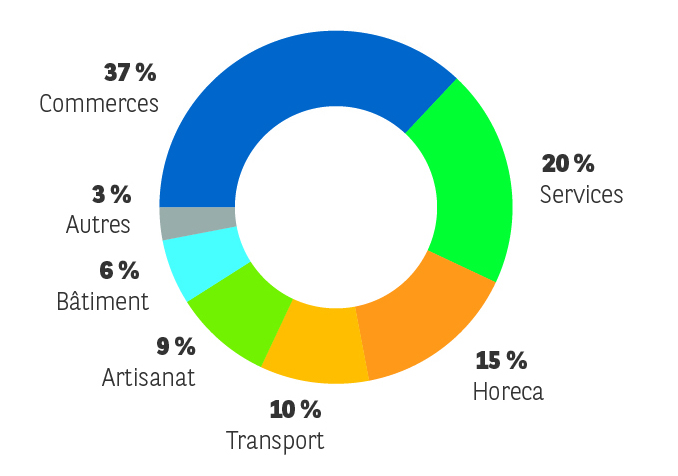 37 %
Commerces
20 %
Services
3 %
Autres
6 %
Bâtiment
9 %
Artisanat
15 %
Horeca
10 %
Transport